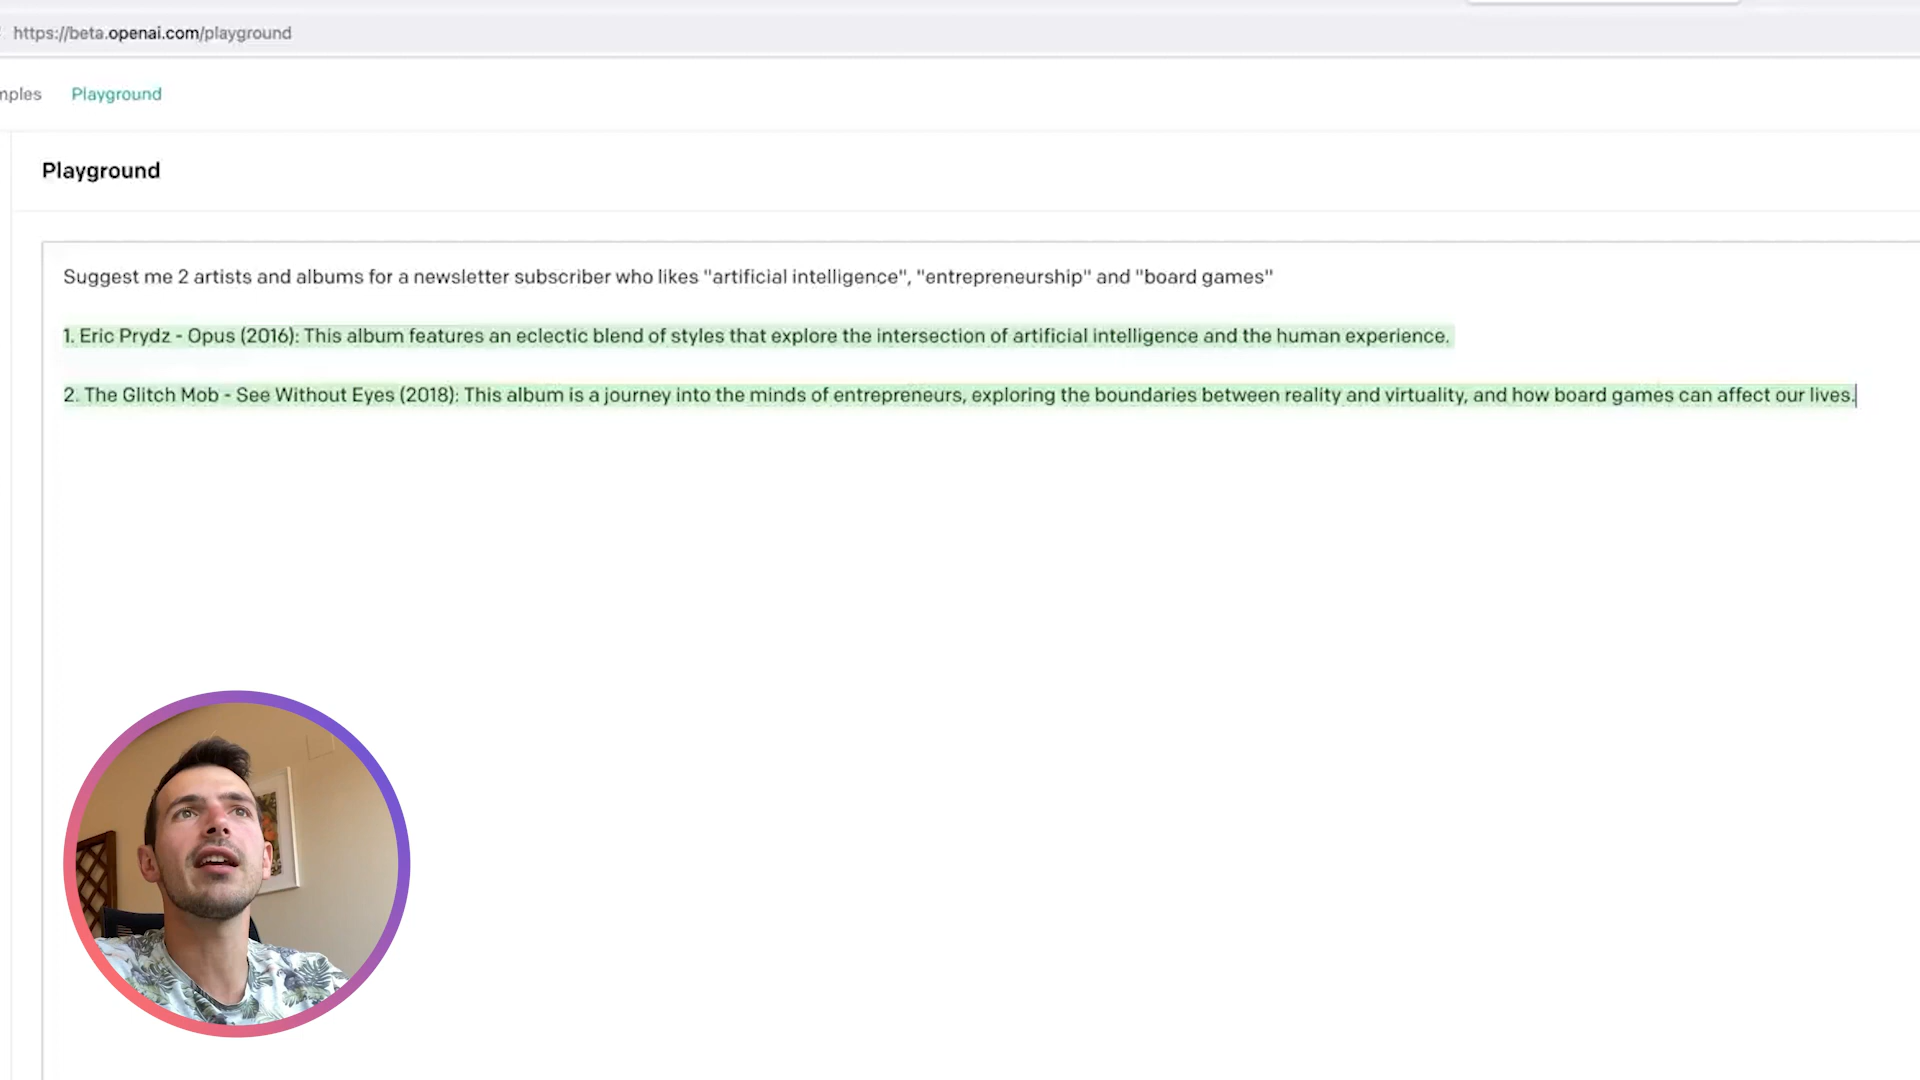 https://beta.openai.com/playground
mples Playground
Playground
Suggest me 2 artists and albums for a newsletter subscriber who likes "artificial intelligence", "entrepreneurship" and "board games"
1. Eric Prydz - Opus (2016): This album features an eclectic blend of styles that explore the intersection of artificial intelligence and the human experience.
2. The Glitch Mob - See Without Eyes (2018): This album is a journey into the minds of entrepreneurs, exploring the boundaries between reality and virtuality, and how board games can affect our lives.